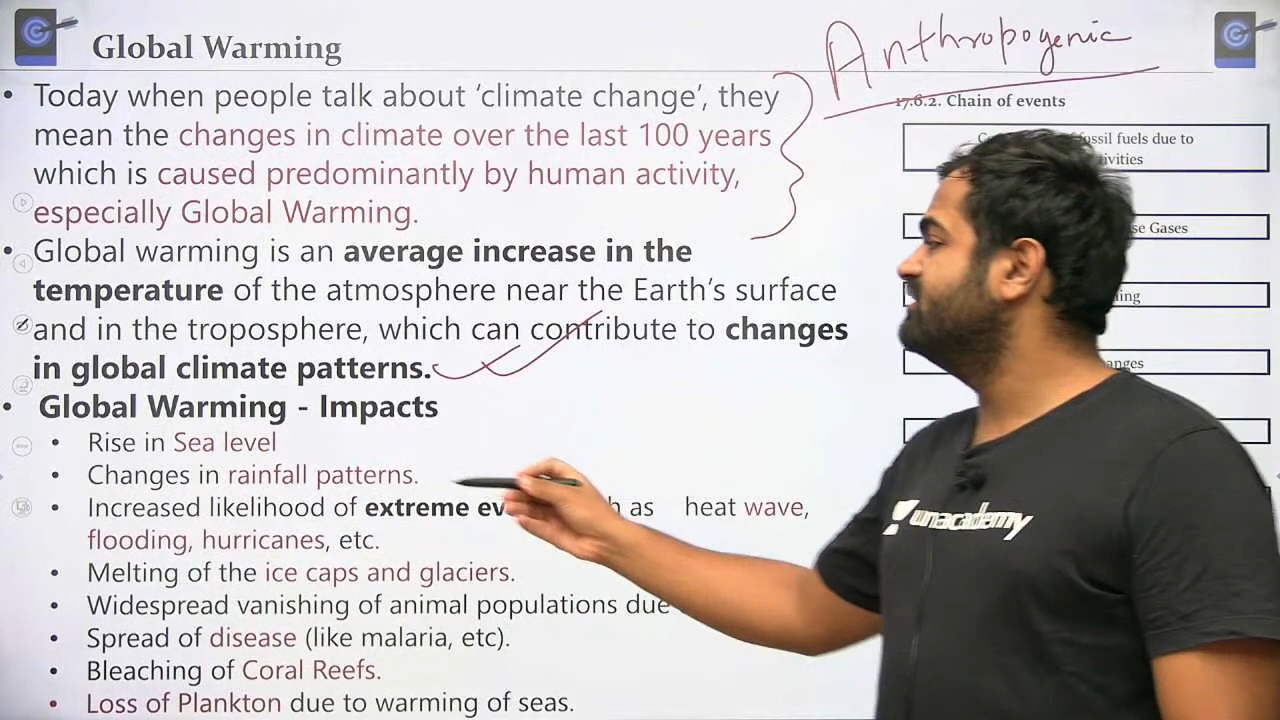 Global Warming
Anthropogenic
• Today when people talk about ‘climate change’, they
mean the changes in climate over the last 100 years
which is caused predominantly by human activity,
especially Global Warming.
• Global warming is an average increase in the
temperature of the atmosphere near the Earth’s surface
and in the troposphere, which can contribute to changes
in global climate patterns.
• Global Warming - Impacts
• Rise in Sea level
• Changes in rainfall patterns.
• Increased likelihood of extreme as heat wave,
flooding, hurricanes, etc.
• Melting of the ice caps and glaciers.
• Widespread vanishing of animal populations due
• Spread of disease (like malaria, etc).
• Bleaching of Coral Reefs.
• Loss of Plankton due to warming of seas.
17.6.2. Chain of events
fuels due to
Gases
unacademy